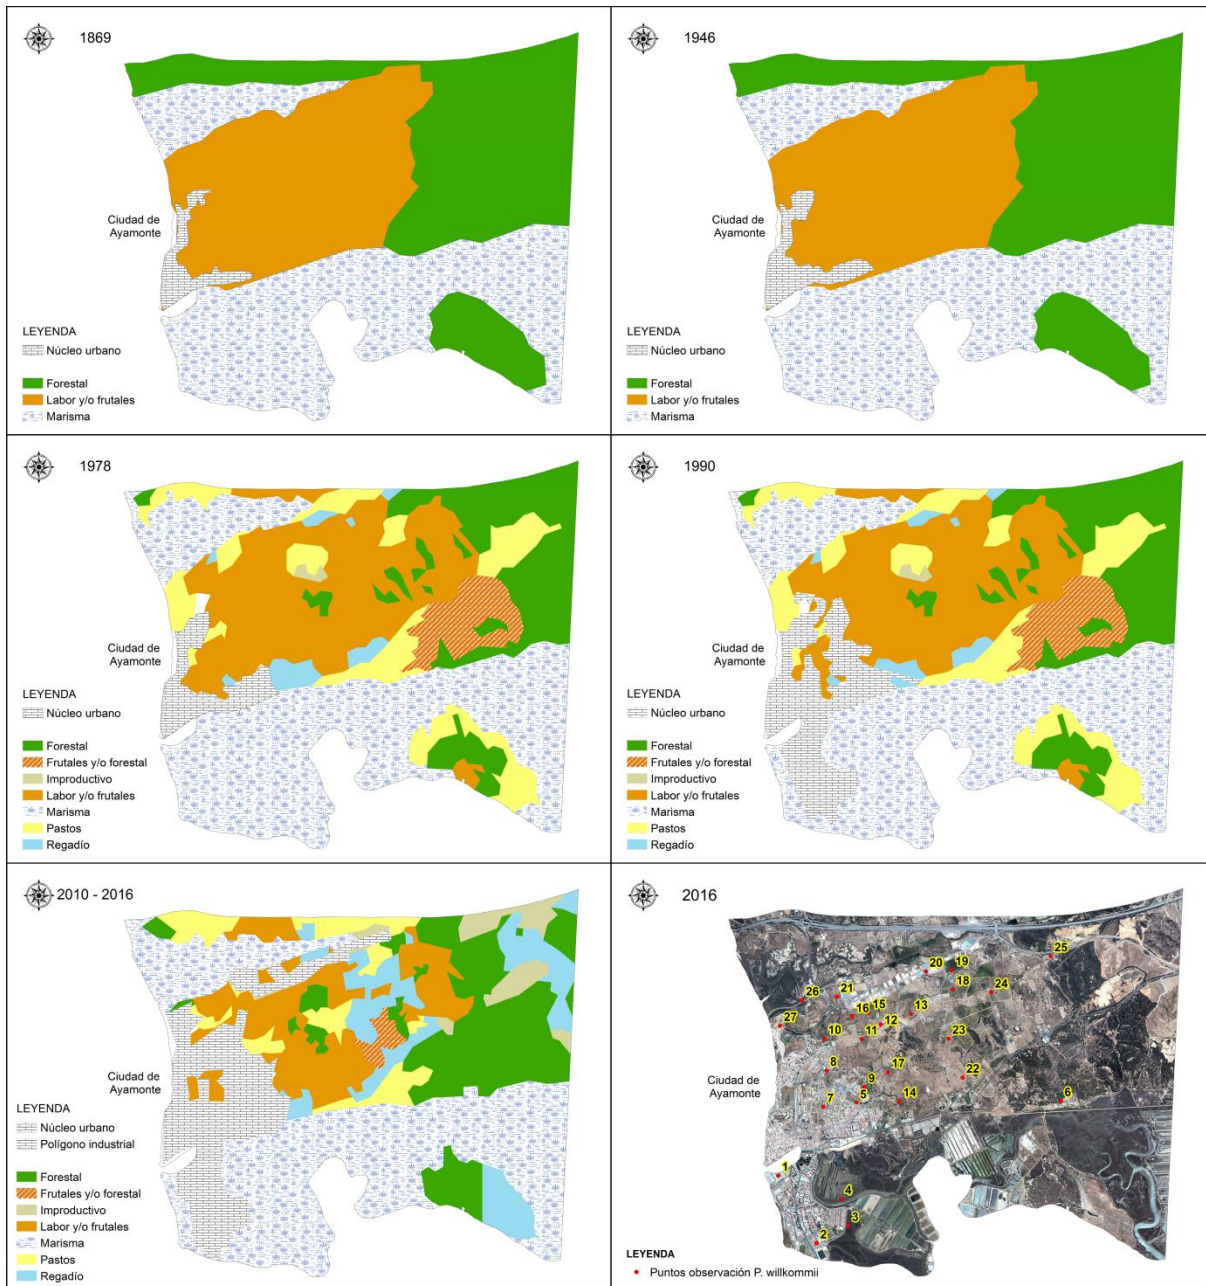 1869
Ciudad de
Ayamonte
LEYENDA
Núcleo urbano
Forestal
Labor y/o frutales
Marisma
1946
Ciudad de
Ayamonte
LEYENDA
Núcleo urbano
Forestal
Labor y/o frutales
Marisma
1978
Ciudad de
Ayamonte
LEYENDA
Núcleo urbano
Forestal
Frutales y/o forestal
Improductivo
Labor y/o frutales
Marisma
Pastos
Regadío
1990
Ciudad de
Ayamonte
LEYENDA
Núcleo urbano
Forestal
Frutales y/o forestal
Improductivo
Labor y/o frutales
Marisma
Pastos
Regadío
2010 - 2016
Ciudad de
Ayamonte
LEYENDA
Núcleo urbano
Polígono industrial
Forestal
Frutales y/o forestal
Improductivo
Labor y/o frutales
Marisma
Pastos
Regadío
2016
25
20 19
18 24
26 21
16 15 13
27
10 11 12 23
8 17
9 22
7 5 14 6
Ciudad de
Ayamonte
1
4
3
2
LEYENDA
Puntos observación P. willkommii